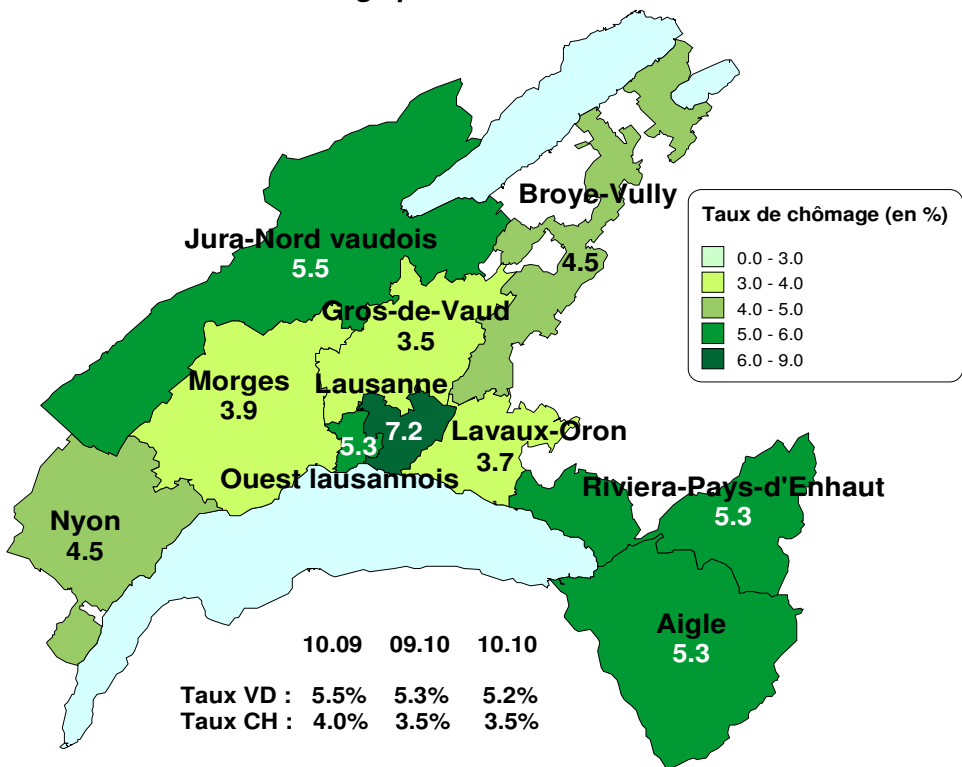 Broye-Vully
4.5
Taux de chômage (en %)
0.0 - 3.0
3.0 - 4.0
4.0 - 5.0
5.0 - 6.0
6.0 - 9.0
Jura-Nord vaudois
5.5
Gros-de-Vaud
3.5
Morges
3.9
Lausanne
7.2
5.3
Ouest lausannois
Lavaux-Oron
3.7
Riviera-Pays-d'Enhaut
5.3
Nyon
4.5
Aigle
5.3
10.09 09.10 10.10
Taux VD : 5.5% 5.3% 5.2%
Taux CH : 4.0% 3.5% 3.5%